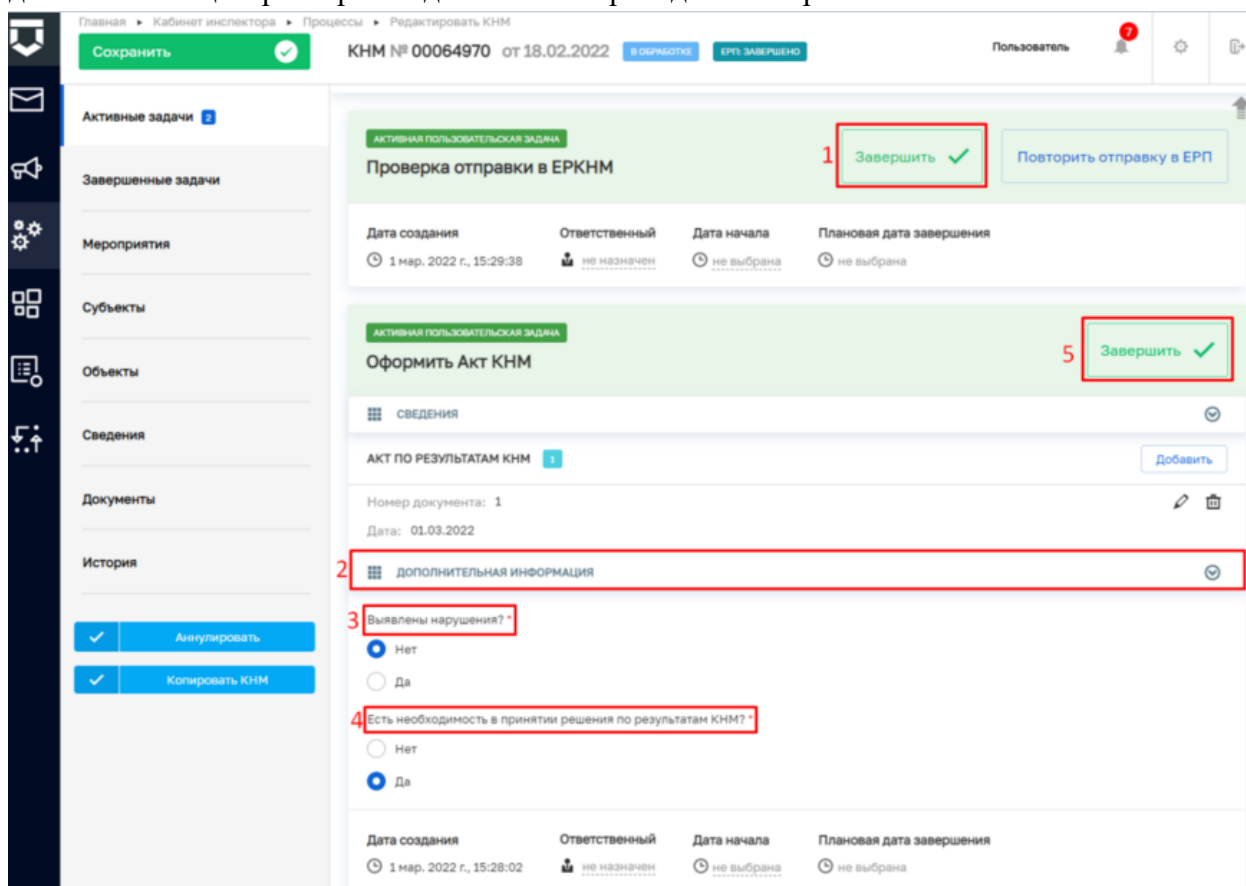 Главная ▸ Кабинет инспектора ▸ Процессы ▸ Редактировать КНМ
Сохранить
КНМ № 00064970 от 18.02.2022 В ОБРАБОТКЕ ЕРП: ЗАВЕРШЕНО
Пользователь 7
Активные задачи 2
Завершенные задачи
Мероприятия
Субъекты
Объекты
Сведения
Документы
История
Аннулировать
Копировать КНМ
АКТИВНАЯ ПОЛЬЗОВАТЕЛЬСКАЯ ЗАДАЧА
Проверка отправки в ЕРКНМ
1 Завершить
Повторить отправку в ЕРП
Дата создания Ответственный Дата начала Плановая дата завершения
1 мар. 2022 г., 15:29:38 не назначен не выбрана не выбрана
АКТИВНАЯ ПОЛЬЗОВАТЕЛЬСКАЯ ЗАДАЧА
Оформить Акт КНМ
5 Завершить
СВЕДЕНИЯ
АКТ ПО РЕЗУЛЬТАТАМ КНМ 1 Добавить
Номер документа: 1
Дата: 01.03.2022
2 ДОПОЛНИТЕЛЬНАЯ ИНФОРМАЦИЯ
3 Выявлены нарушения? *
Нет
Да
4 Есть необходимость в принятии решения по результатам КНМ? *
Нет
Да
Дата создания Ответственный Дата начала Плановая дата завершения
1 мар. 2022 г., 15:28:02 не назначен не выбрана не выбрана